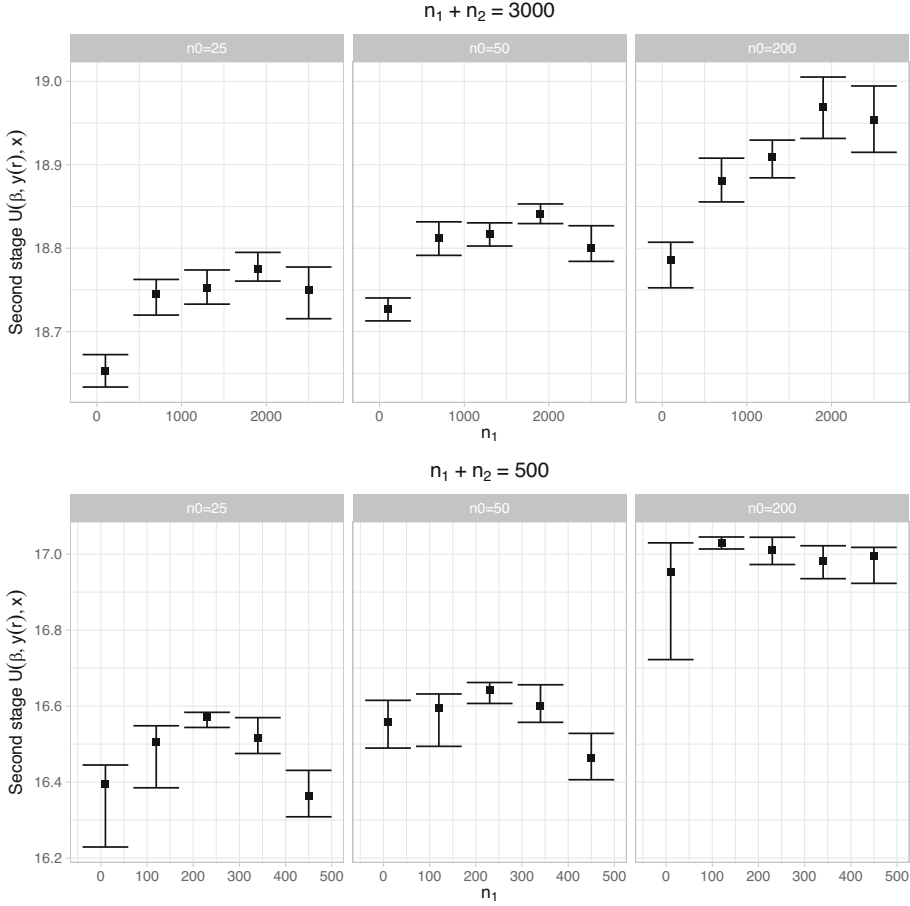 n₁ + n₂ = 3000
n0=25 n0=50 n0=200
Second stage U(β, y(r), x)
19.0
18.9
18.8
18.7
0 1000 2000 0 1000 2000 0 1000 2000
n₁
n₁ + n₂ = 500
n0=25 n0=50 n0=200
Second stage U(β, y(r), x)
17.0
16.8
16.6
16.4
16.2
0 100 200 300 400 500 0 100 200 300 400 500 0 100 200 300 400 500
n₁